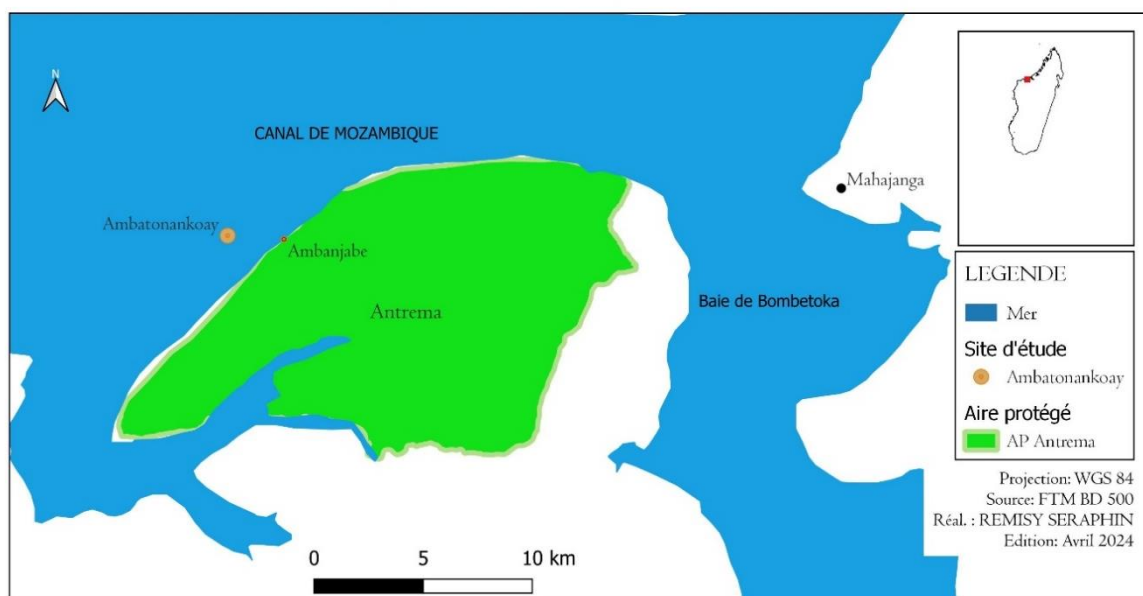 N
CANAL DE MOZAMBIQUE
Mahajanga
Ambatonankoay
Ambanjabe
Antrema
Baie de Bombetoka
0 5 10 km
LEGENDE
Mer
Site d'étude
Ambatonankoay
Aire protégé
AP Antrema
Projection: WGS 84
Source: FTM BD 500
Réal. : REMISY SERAPHIN
Edition: Avril 2024